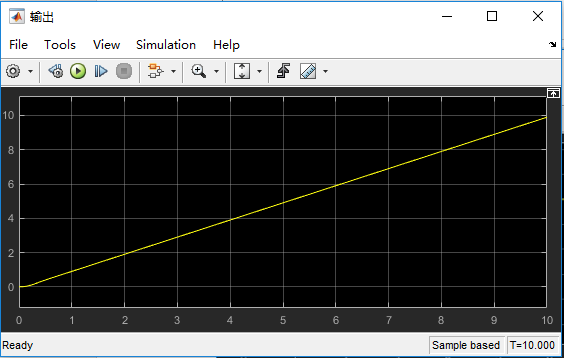 输出
File Tools View Simulation Help
10
8
6
4
2
0
0 1 2 3 4 5 6 7 8 9 10
Ready Sample based T=10.000